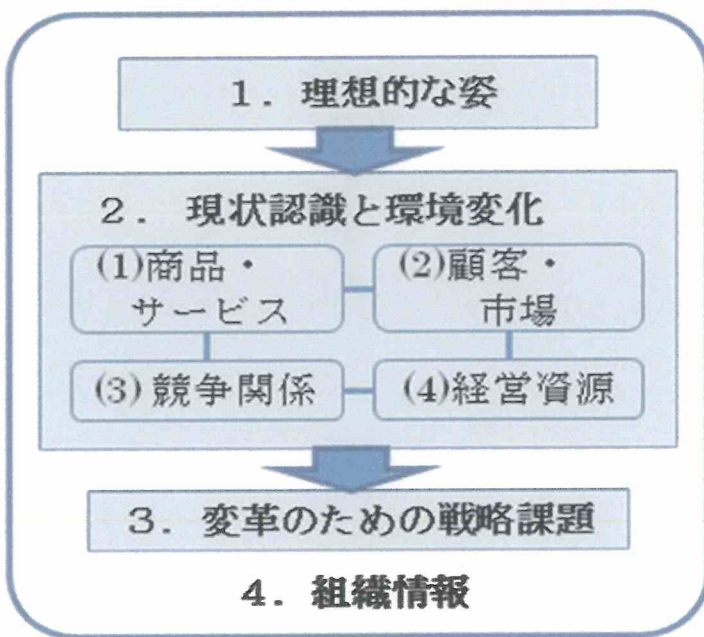 1. 理想的な姿
2. 現状認識と環境変化
(1)商品・
サービス
(2)顧客・
市場
(3)競争関係
(4)経営資源
3. 変革のための戦略課題
4. 組織情報